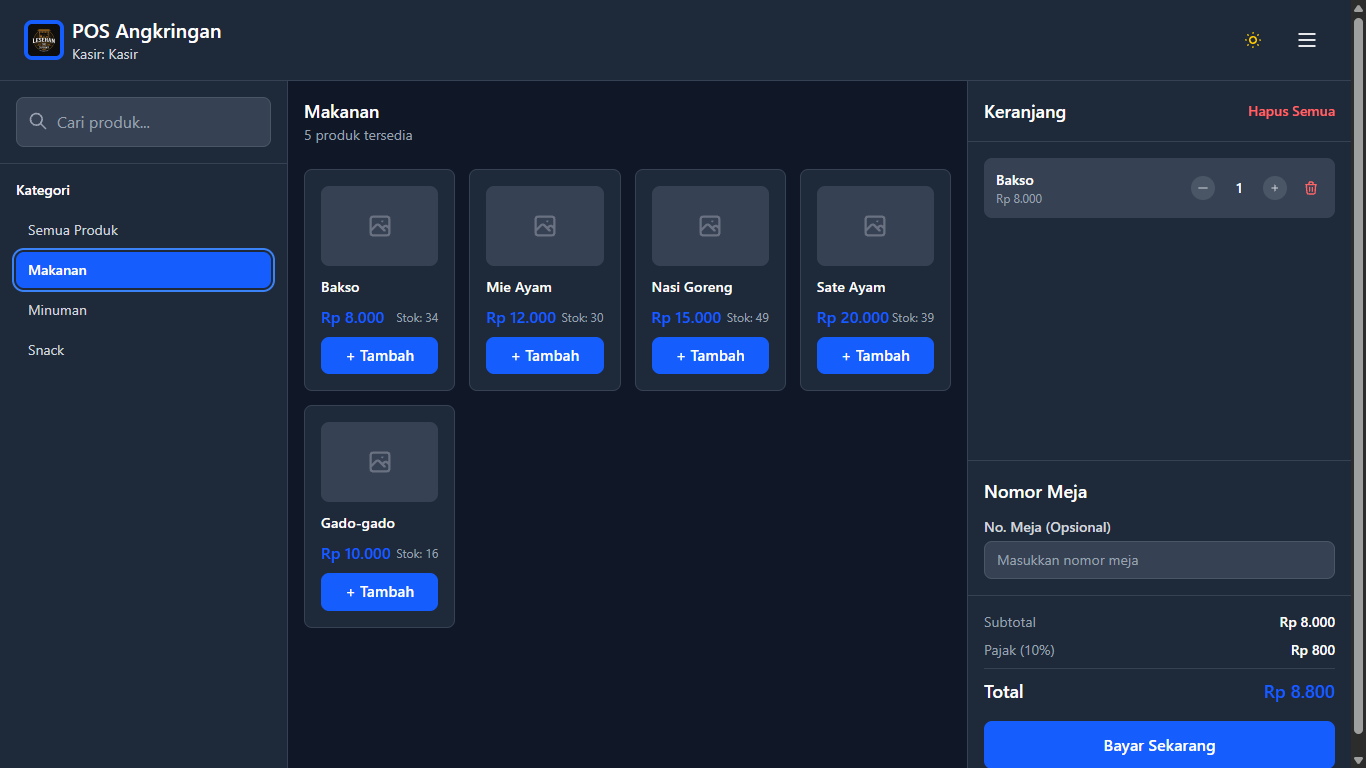 LESEHAN
POS Angkringan
Kasir: Kasir
Cari produk...
Kategori
Semua Produk
Makanan
Minuman
Snack
Makanan
5 produk tersedia
Bakso
Rp 8.000 Stok: 34
+ Tambah
Mie Ayam
Rp 12.000 Stok: 30
+ Tambah
Nasi Goreng
Rp 15.000 Stok: 49
+ Tambah
Sate Ayam
Rp 20.000 Stok: 39
+ Tambah
Gado-gado
Rp 10.000 Stok: 16
+ Tambah
Keranjang Hapus Semua
Bakso
Rp 8.000
− 1 +
Nomor Meja
No. Meja (Opsional)
Masukkan nomor meja
Subtotal Rp 8.000
Pajak (10%) Rp 800
Total Rp 8.800
Bayar Sekarang